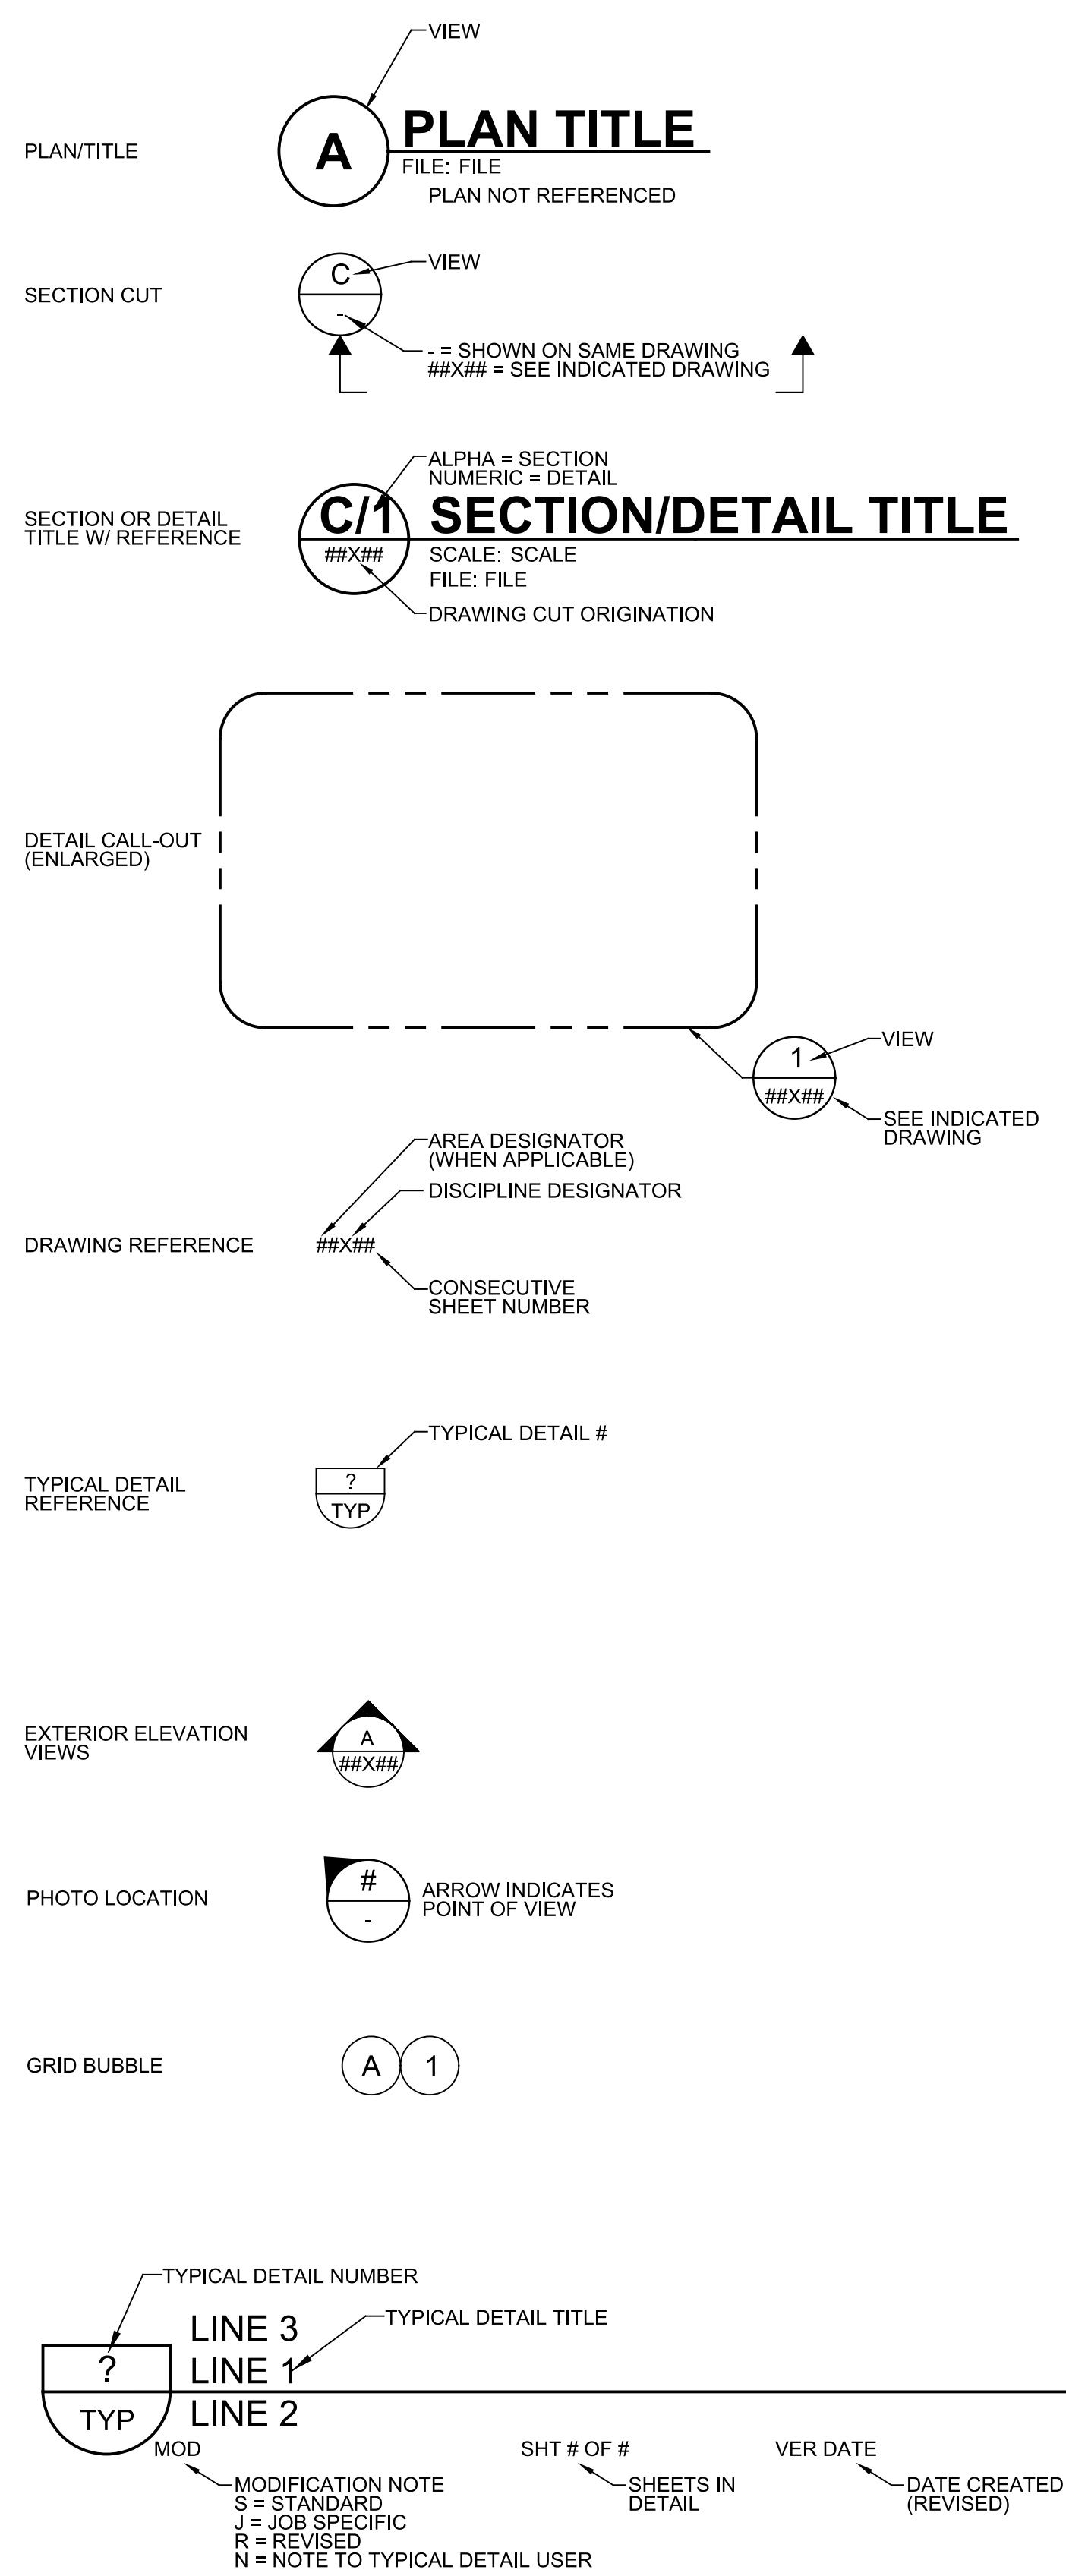 VIEW
PLAN/TITLE
A
PLAN TITLE
FILE: FILE
PLAN NOT REFERENCED
SECTION CUT
C
-
VIEW
- = SHOWN ON SAME DRAWING
##X## = SEE INDICATED DRAWING
ALPHA = SECTION
NUMERIC = DETAIL
SECTION OR DETAIL
TITLE W/ REFERENCE
C/1
##X##
SECTION/DETAIL TITLE
SCALE: SCALE
FILE: FILE
DRAWING CUT ORIGINATION
DETAIL CALL-OUT
(ENLARGED)
1
##X##
VIEW
SEE INDICATED
DRAWING
AREA DESIGNATOR
(WHEN APPLICABLE)
DISCIPLINE DESIGNATOR
DRAWING REFERENCE
##X##
CONSECUTIVE
SHEET NUMBER
TYPICAL DETAIL #
TYPICAL DETAIL
REFERENCE
?
TYP
EXTERIOR ELEVATION
VIEWS
A
##X##
PHOTO LOCATION
#
-
ARROW INDICATES
POINT OF VIEW
GRID BUBBLE
A
1
TYPICAL DETAIL NUMBER
TYPICAL DETAIL TITLE
LINE 3
?
LINE 1
TYP
LINE 2
MOD
SHT # OF #
VER DATE
MODIFICATION NOTE
S = STANDARD
J = JOB SPECIFIC
R = REVISED
N = NOTE TO TYPICAL DETAIL USER
SHEETS IN
DETAIL
DATE CREATED
(REVISED)